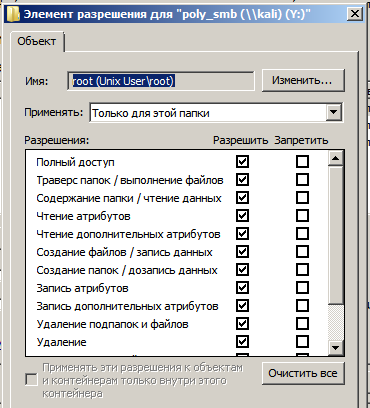 Элемент разрешения для "poly_smb (\\kali) (Y:)"
Объект
Имя: root (Unix User\root) Изменить...
Применять: Только для этой папки
Разрешения: Разрешить Запретить
Полный доступ
Траверс папок / выполнение файлов
Содержание папки / чтение данных
Чтение атрибутов
Чтение дополнительных атрибутов
Создание файлов / запись данных
Создание папок / дозапись данных
Запись атрибутов
Запись дополнительных атрибутов
Удаление подпапок и файлов
Удаление
Применять эти разрешения к объектам
и контейнерам только внутри этого
контейнера
Очистить все